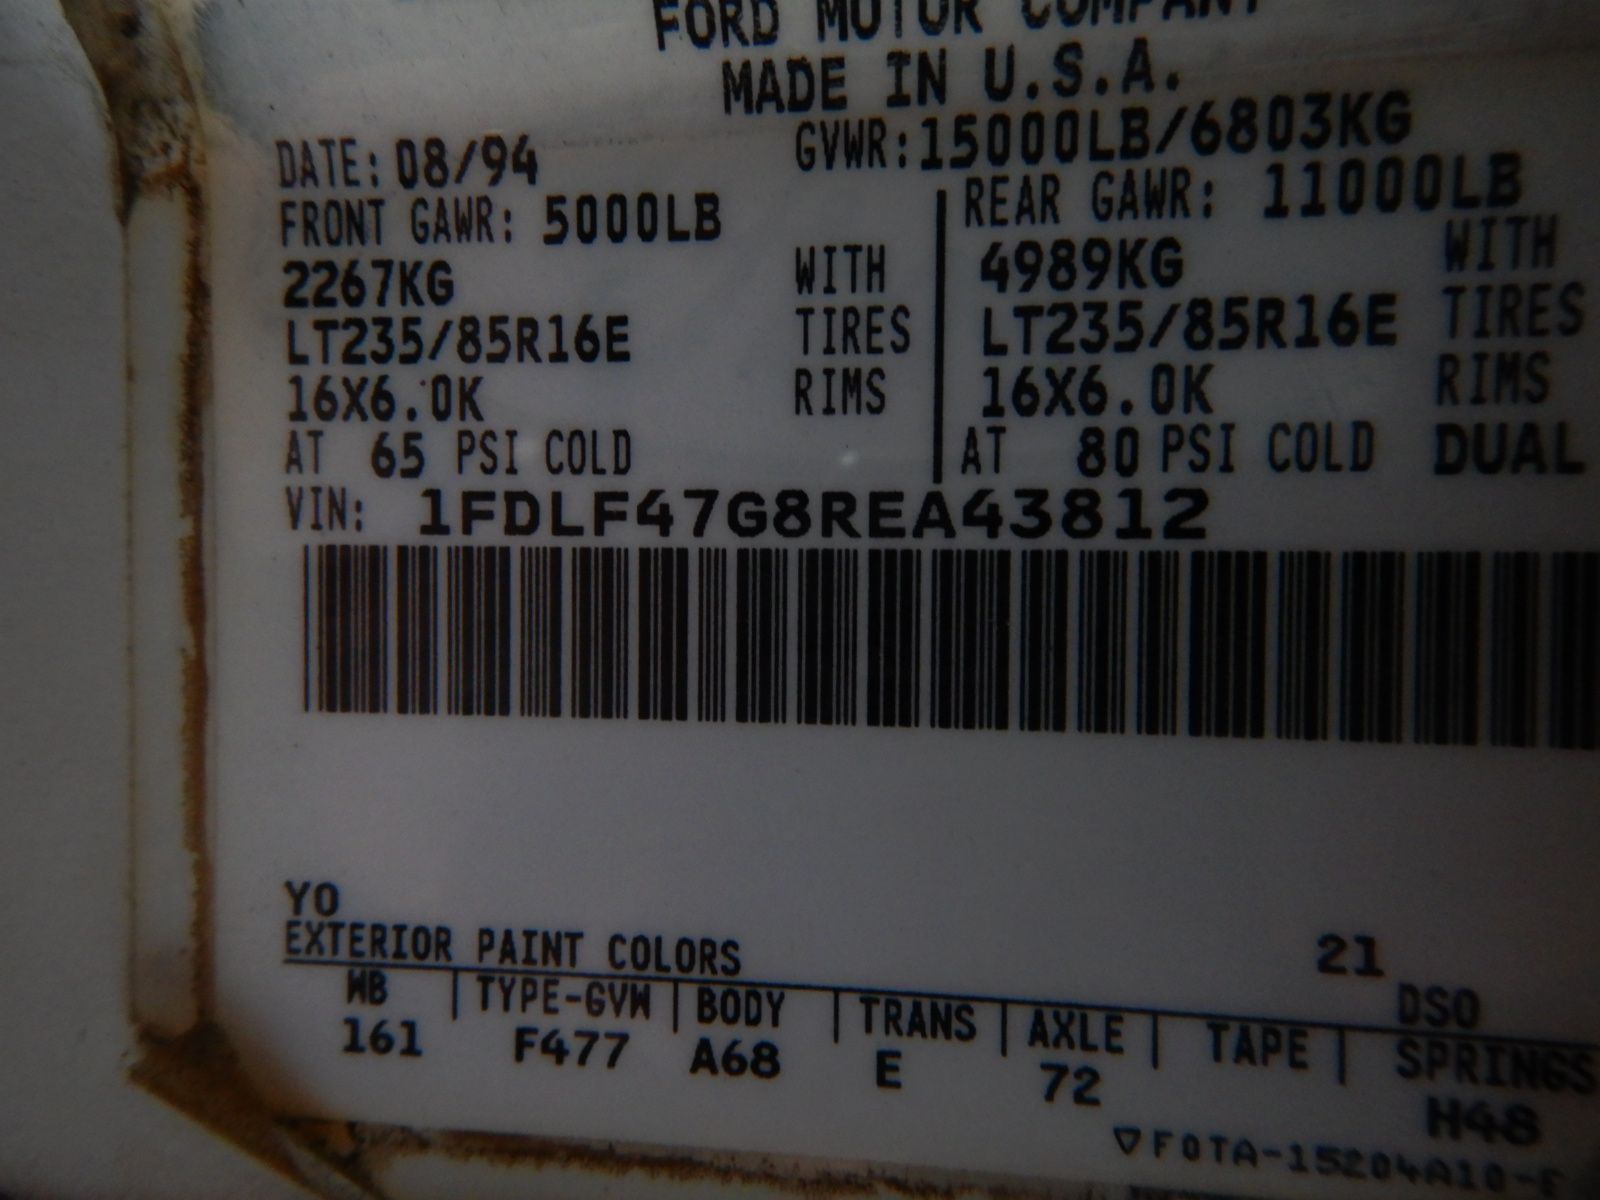 FORD MOTOR COMPANY
MADE IN U.S.A.
DATE: 08/94 GVWR: 15000LB/6803KG
FRONT GAWR: 5000LB REAR GAWR: 11000LB
2267KG WITH 4989KG WITH
LT235/85R16E TIRES LT235/85R16E TIRES
16X6.0K RIMS 16X6.0K RIMS
AT 65 PSI COLD AT 80 PSI COLD DUAL
VIN: 1FDLF47G8REA43812
YO
EXTERIOR PAINT COLORS 21 DSO
WB TYPE-GVW BODY TRANS AXLE TAPE SPRINGS
161 F477 A68 E 72 H48
▽F0TA-15204A10-